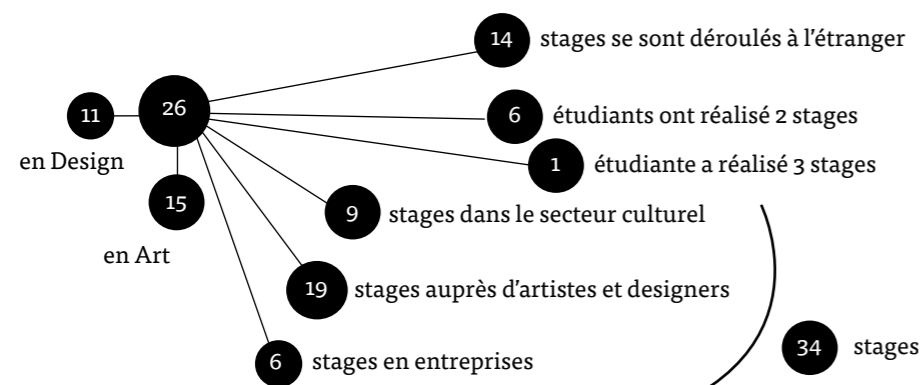 14 stages se sont déroulés à l’étranger
26
11
6 étudiants ont réalisé 2 stages
en Design
1 étudiante a réalisé 3 stages
15
9 stages dans le secteur culturel
en Art
19 stages auprès d’artistes et designers
34 stages
6 stages en entreprises